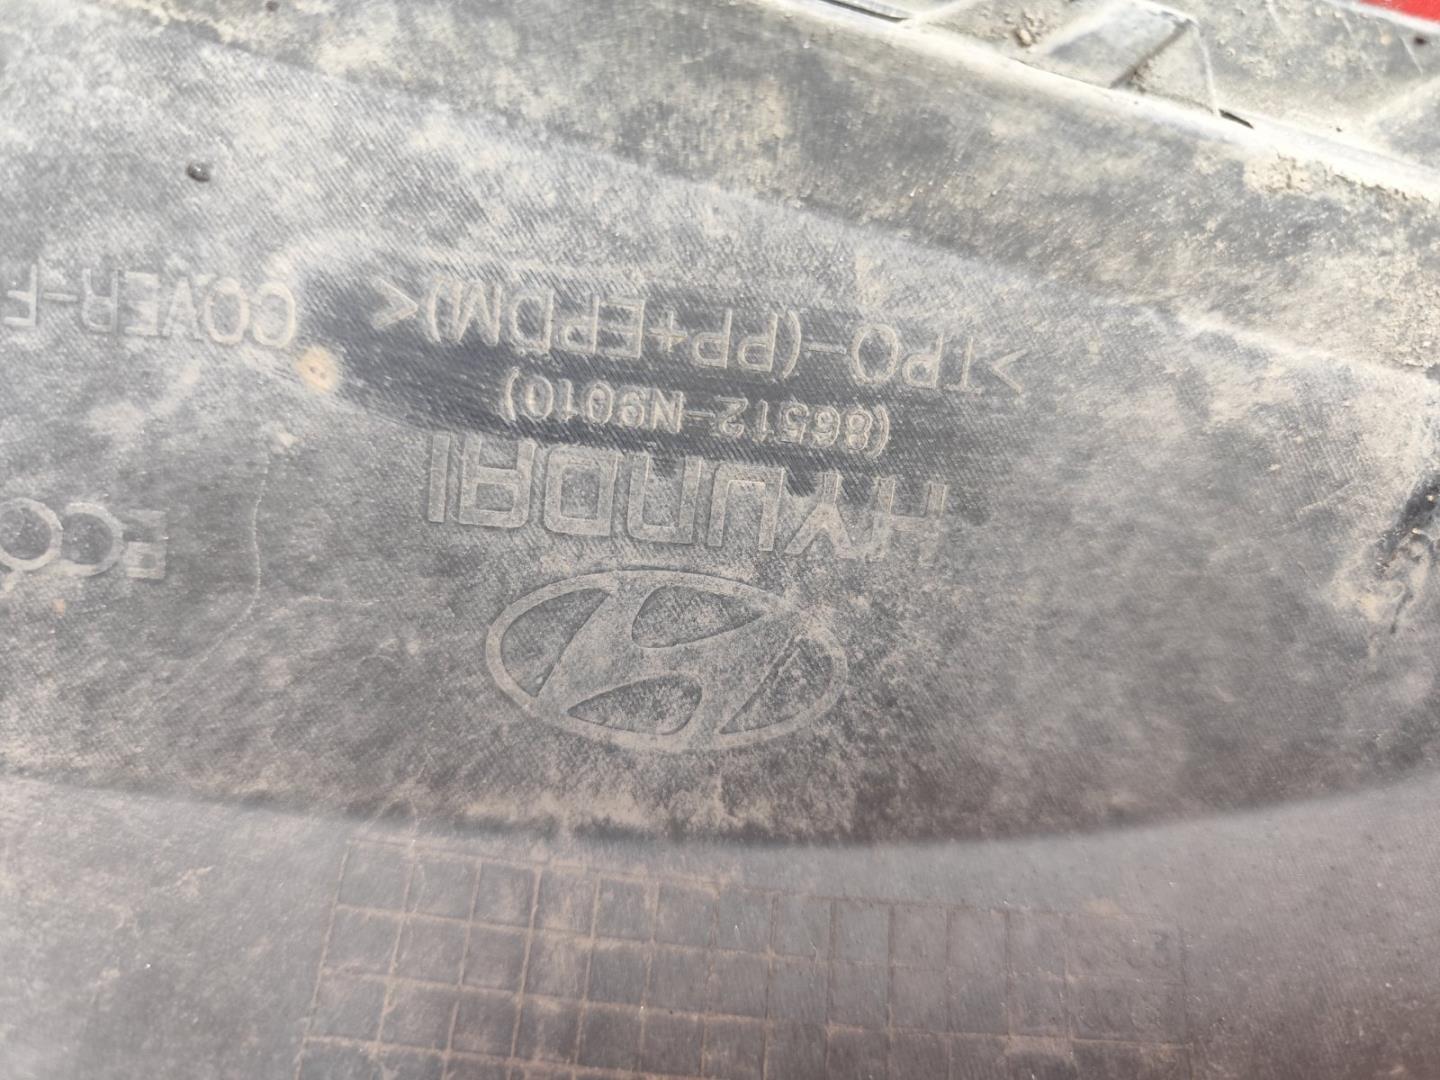 HYUNDAI
(86512-N9010)
>TPO-(PP+EPDM)<
COVER-F